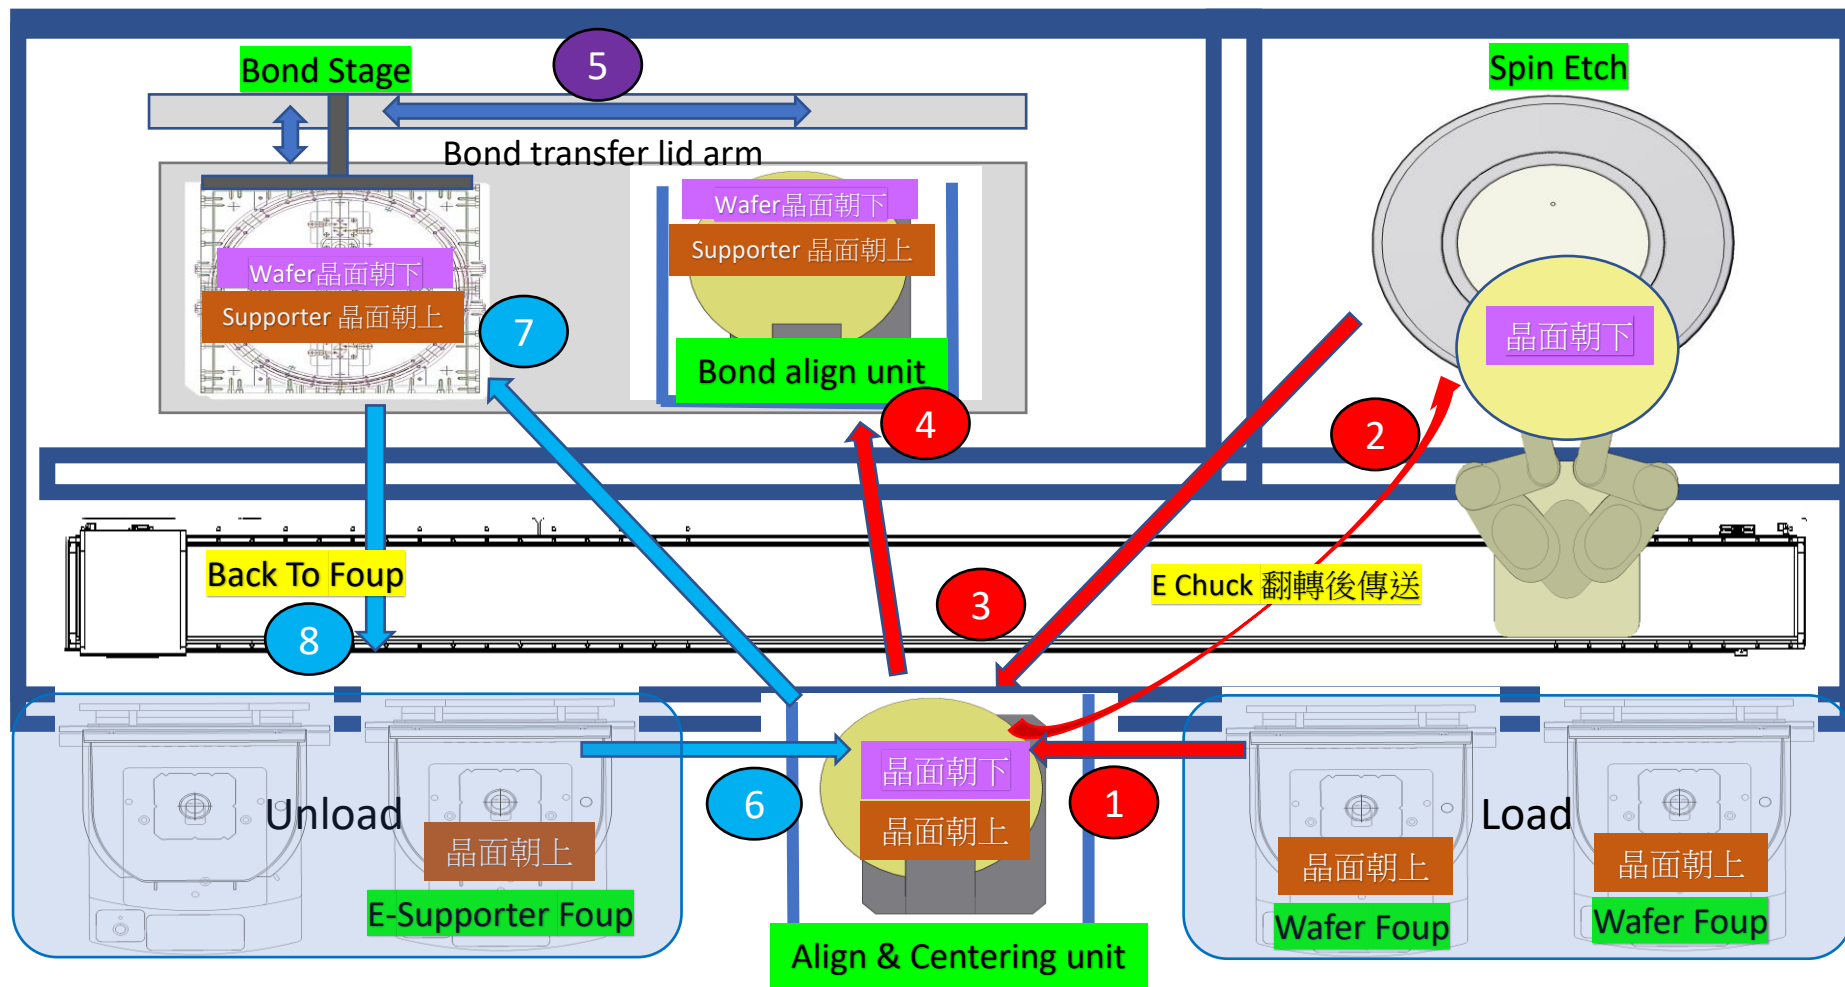 Bond Stage
5
Spin Etch
Bond transfer lid arm
Wafer晶面朝下
Supporter 晶面朝上
Wafer晶面朝下
Supporter 晶面朝上
7
晶面朝下
Bond align unit
4
2
Back To Foup
E Chuck 翻轉後傳送
3
8
晶面朝下
6
1
Unload
晶面朝上
Load
晶面朝上
晶面朝上
晶面朝上
E-Supporter Foup
Wafer Foup
Wafer Foup
Align & Centering unit